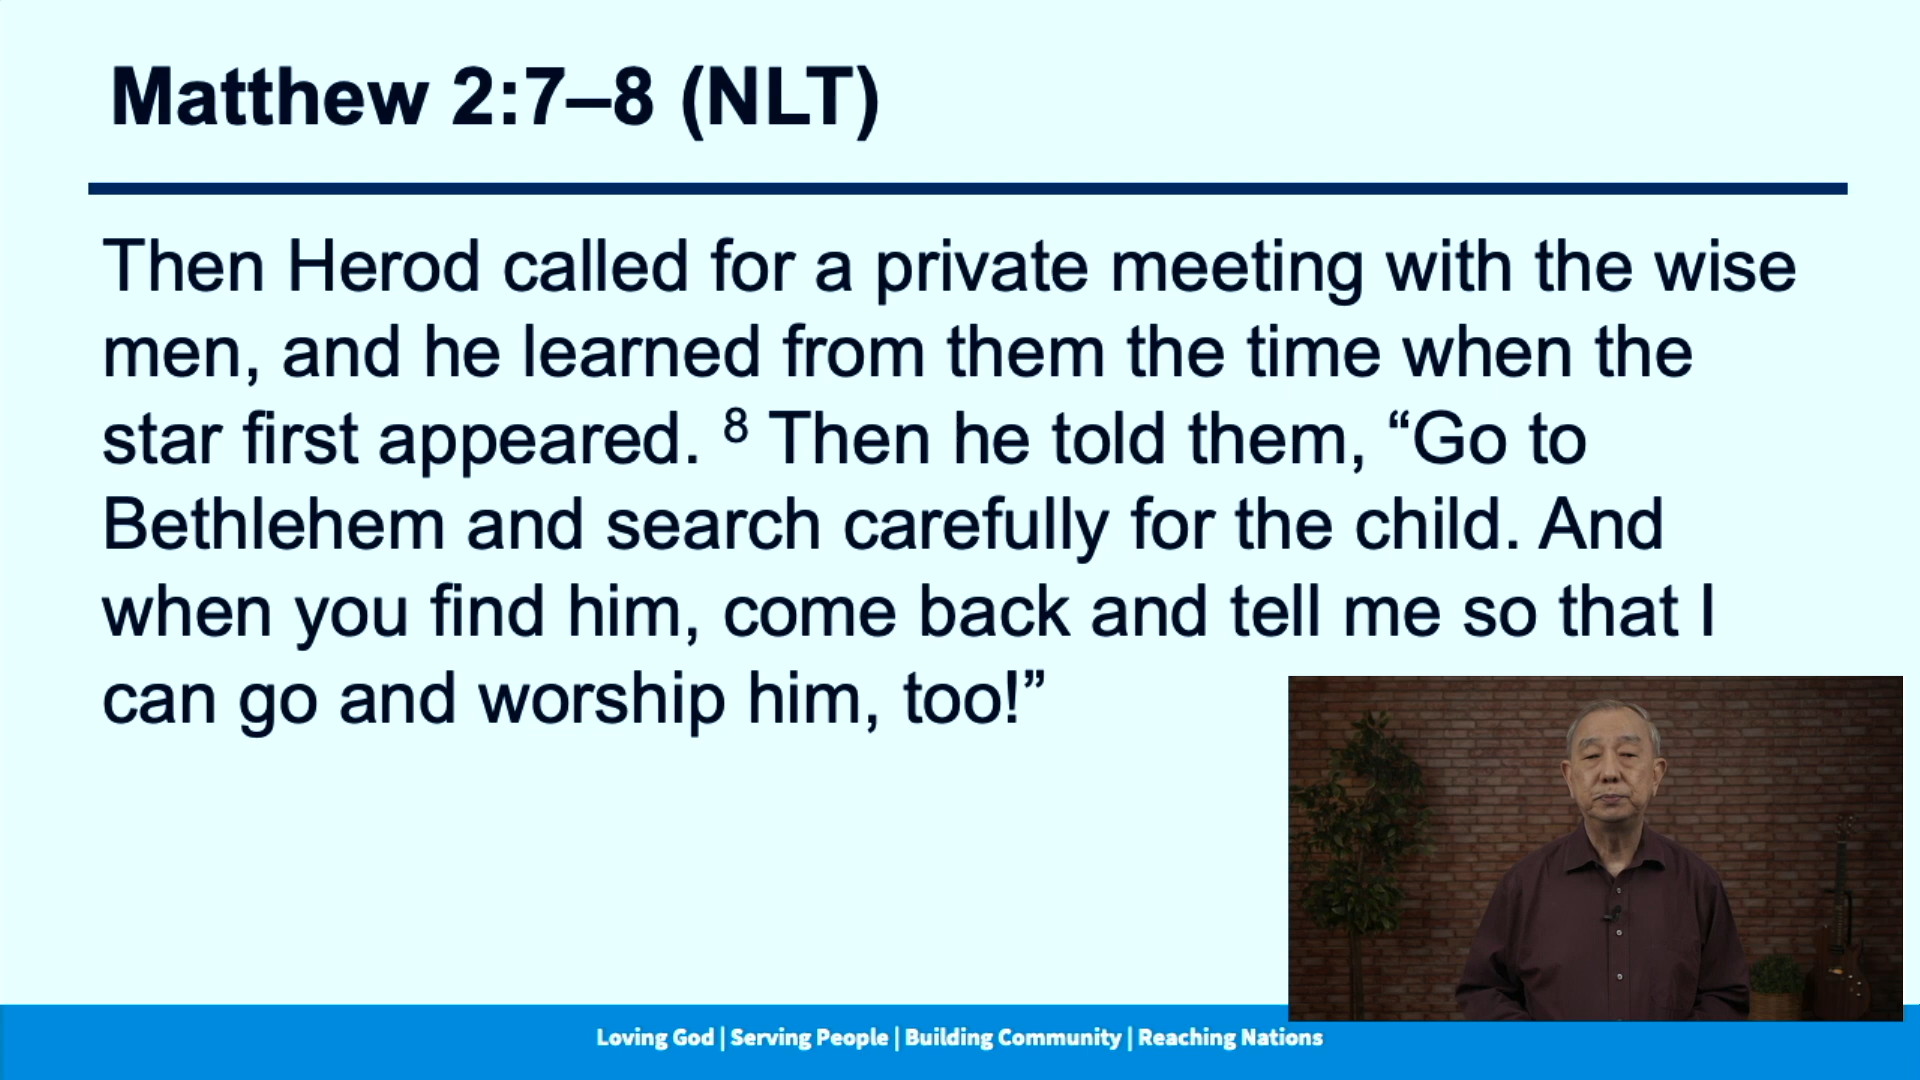 Matthew 2:7–8 (NLT)
Then Herod called for a private meeting with the wise
men, and he learned from them the time when the
star first appeared. ⁸ Then he told them, “Go to
Bethlehem and search carefully for the child. And
when you find him, come back and tell me so that I
can go and worship him, too!”
Loving God | Serving People | Building Community | Reaching Nations